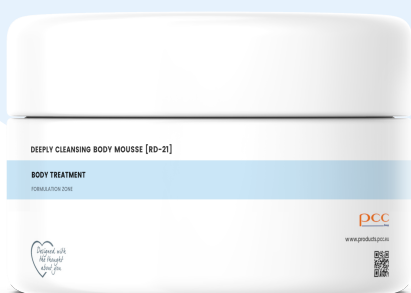 DEEPLY CLEANSING BODY MOUSSE [RD-21]
BODY TREATMENT
FORMULATION ZONE
pcc
www.products.pcc.eu
Designed with
the thought
about you